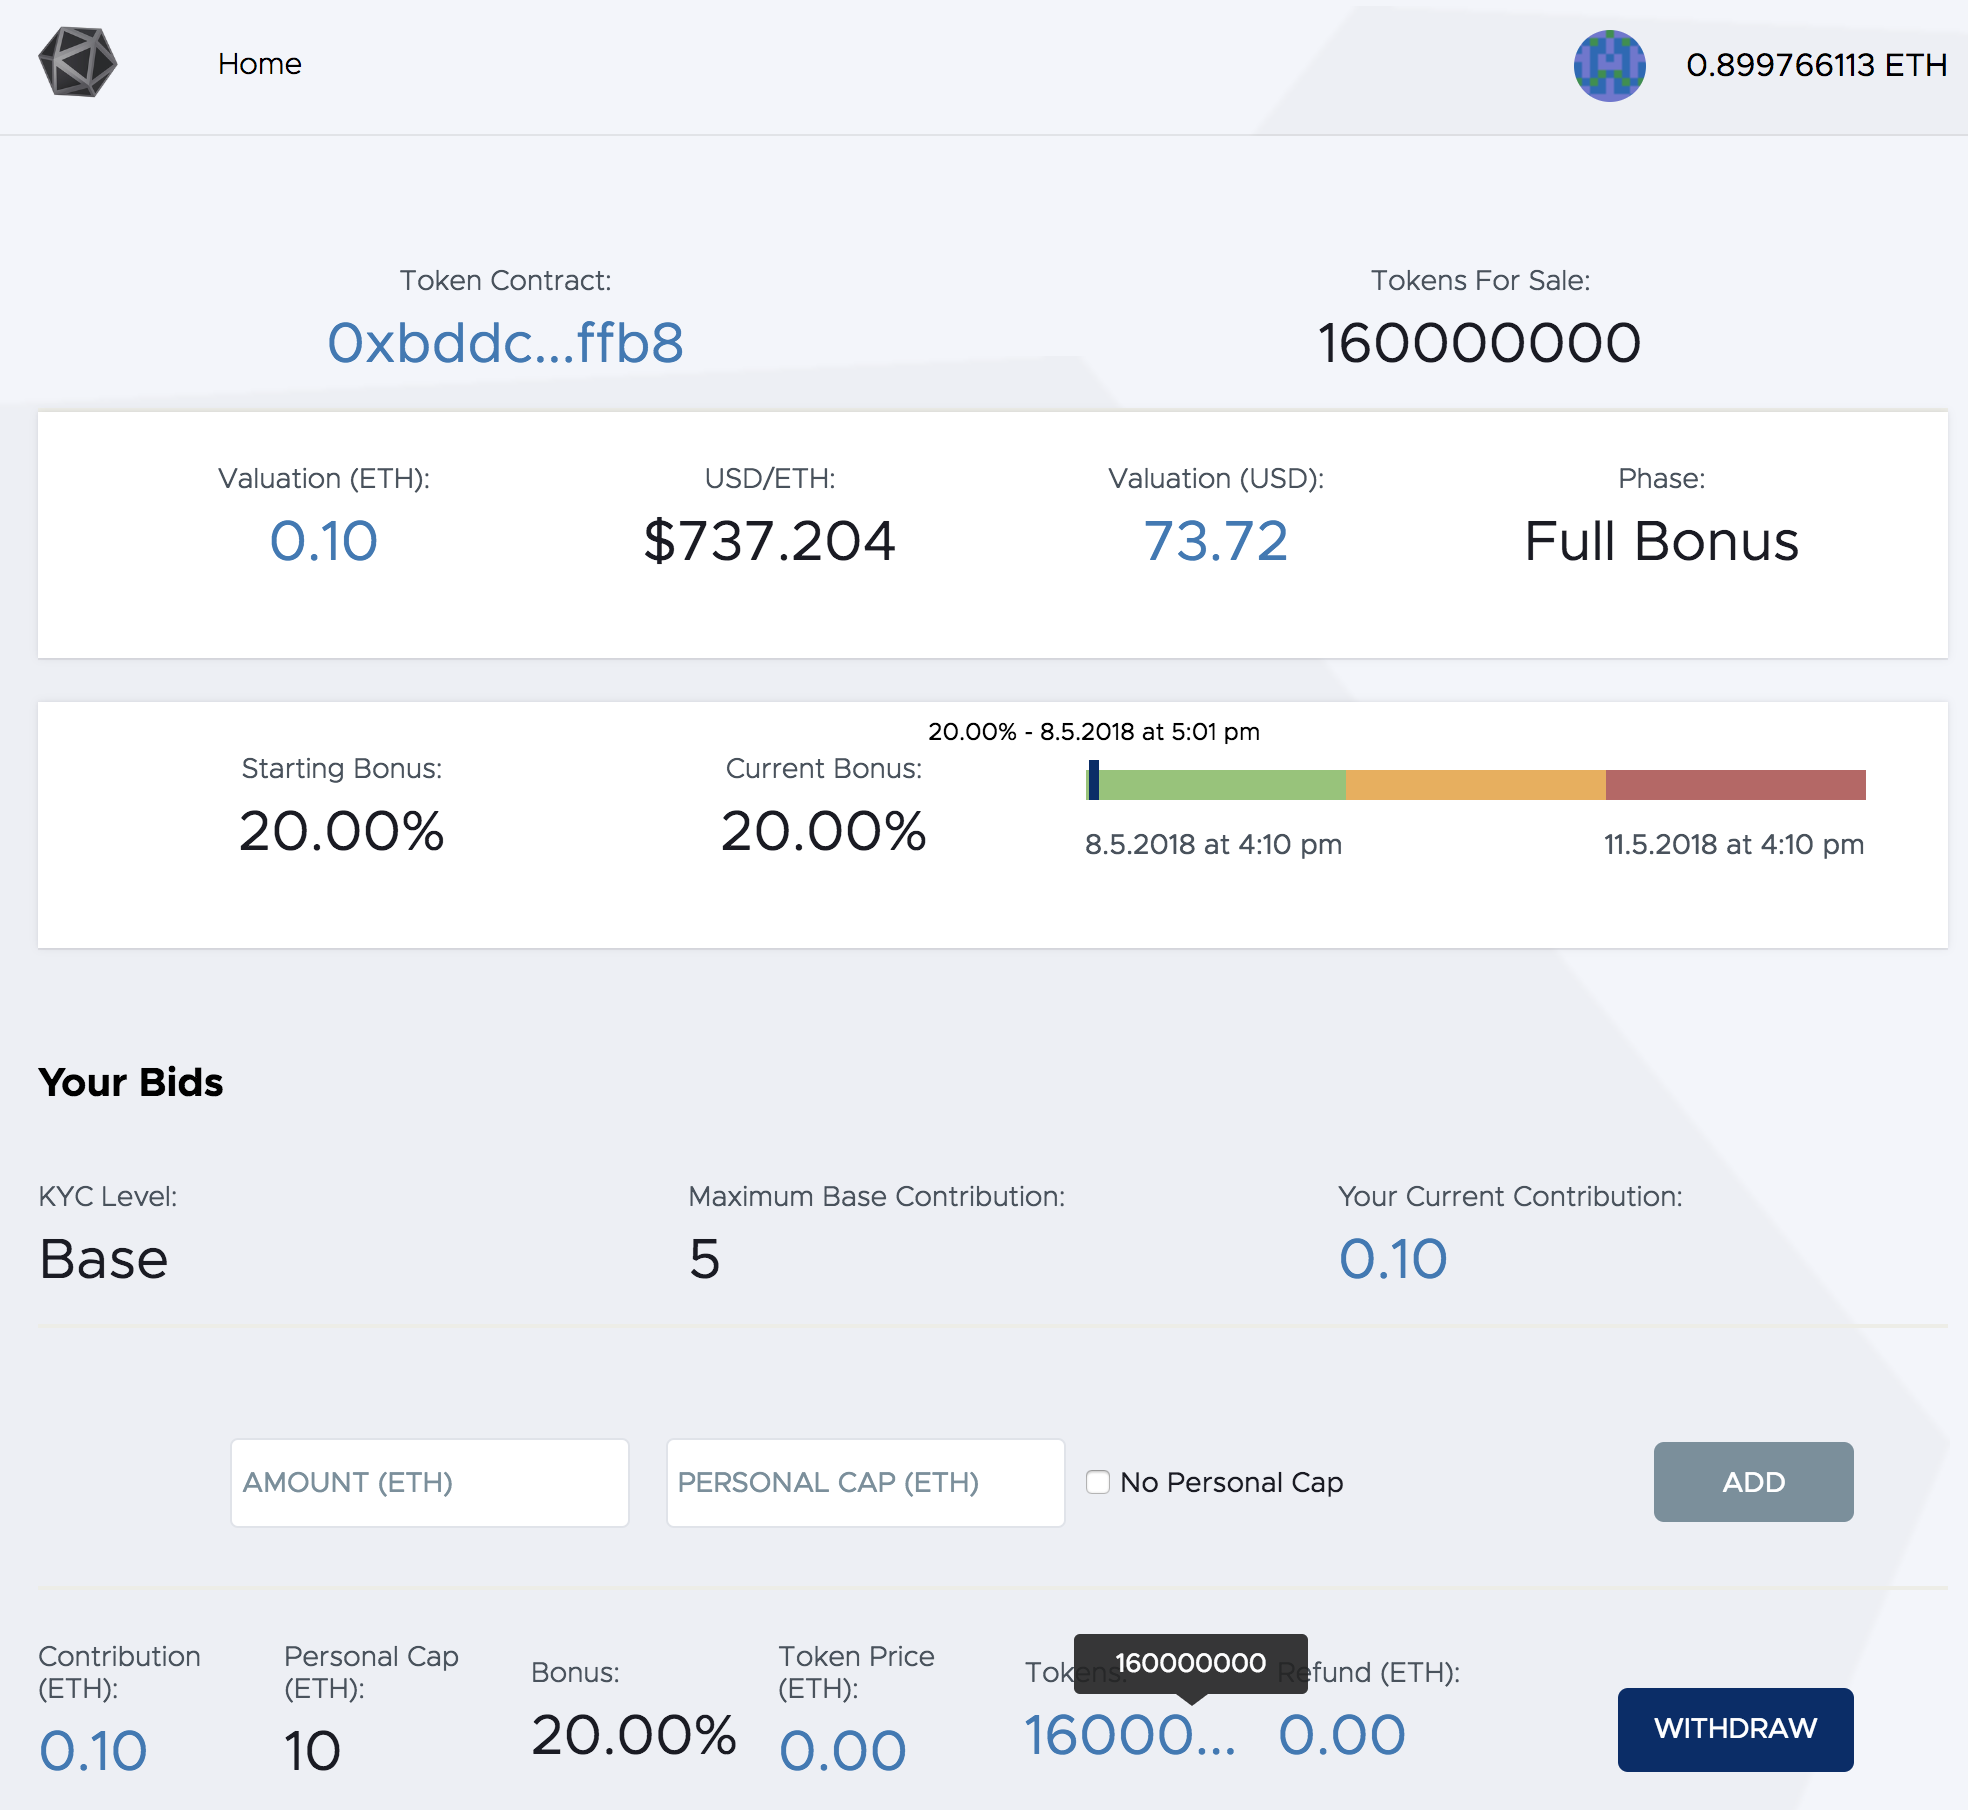 Home
0.899766113 ETH
Token Contract:
0xbddc...ffb8
Tokens For Sale:
160000000
Valuation (ETH):
0.10
USD/ETH:
$737.204
Valuation (USD):
73.72
Phase:
Full Bonus
Starting Bonus:
20.00%
Current Bonus:
20.00%
20.00% - 8.5.2018 at 5:01 pm
8.5.2018 at 4:10 pm
11.5.2018 at 4:10 pm
Your Bids
KYC Level:
Base
Maximum Base Contribution:
5
Your Current Contribution:
0.10
AMOUNT (ETH)
PERSONAL CAP (ETH)
No Personal Cap
ADD
Contribution
(ETH):
0.10
Personal Cap
(ETH):
10
Bonus:
20.00%
Token Price
(ETH):
0.00
Tokens:
160000000
16000...
Refund (ETH):
0.00
WITHDRAW